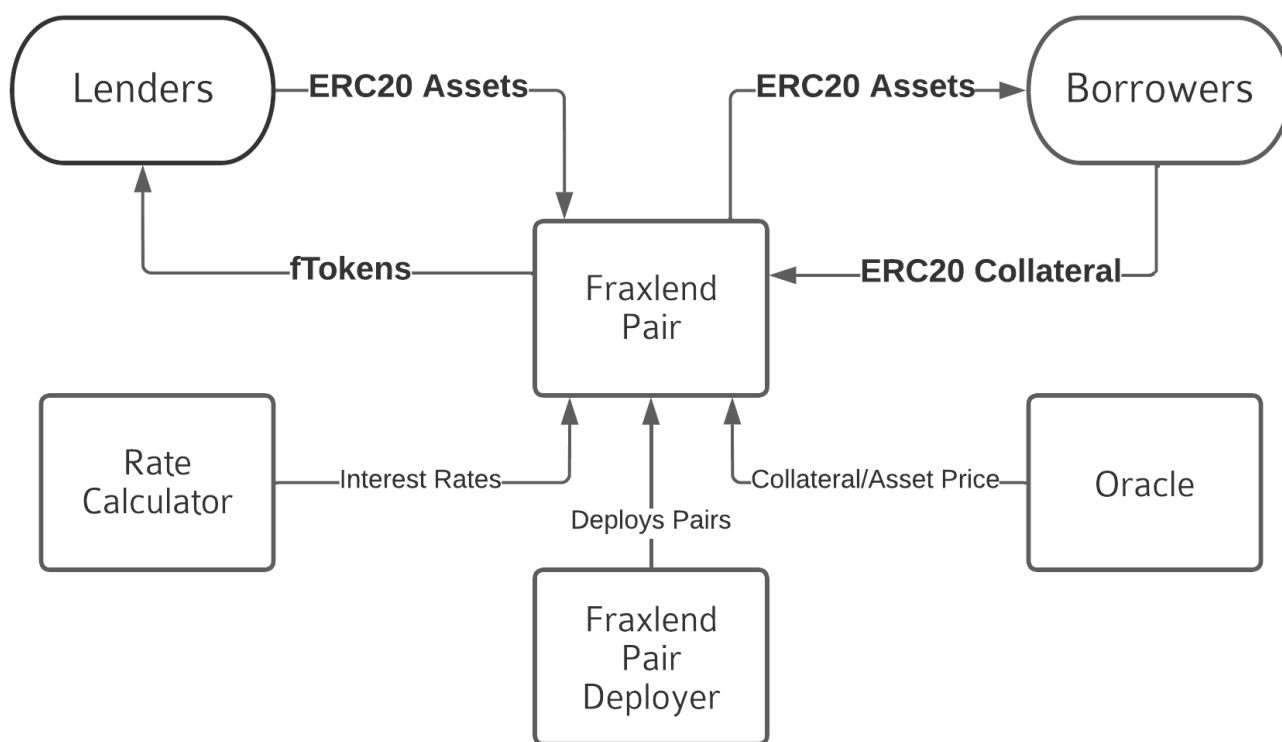 Lenders
ERC20 Assets
ERC20 Assets
Borrowers
fTokens
Fraxlend
Pair
ERC20 Collateral
Rate
Calculator
Interest Rates
Collateral/Asset Price
Oracle
Deploys Pairs
Fraxlend
Pair
Deployer